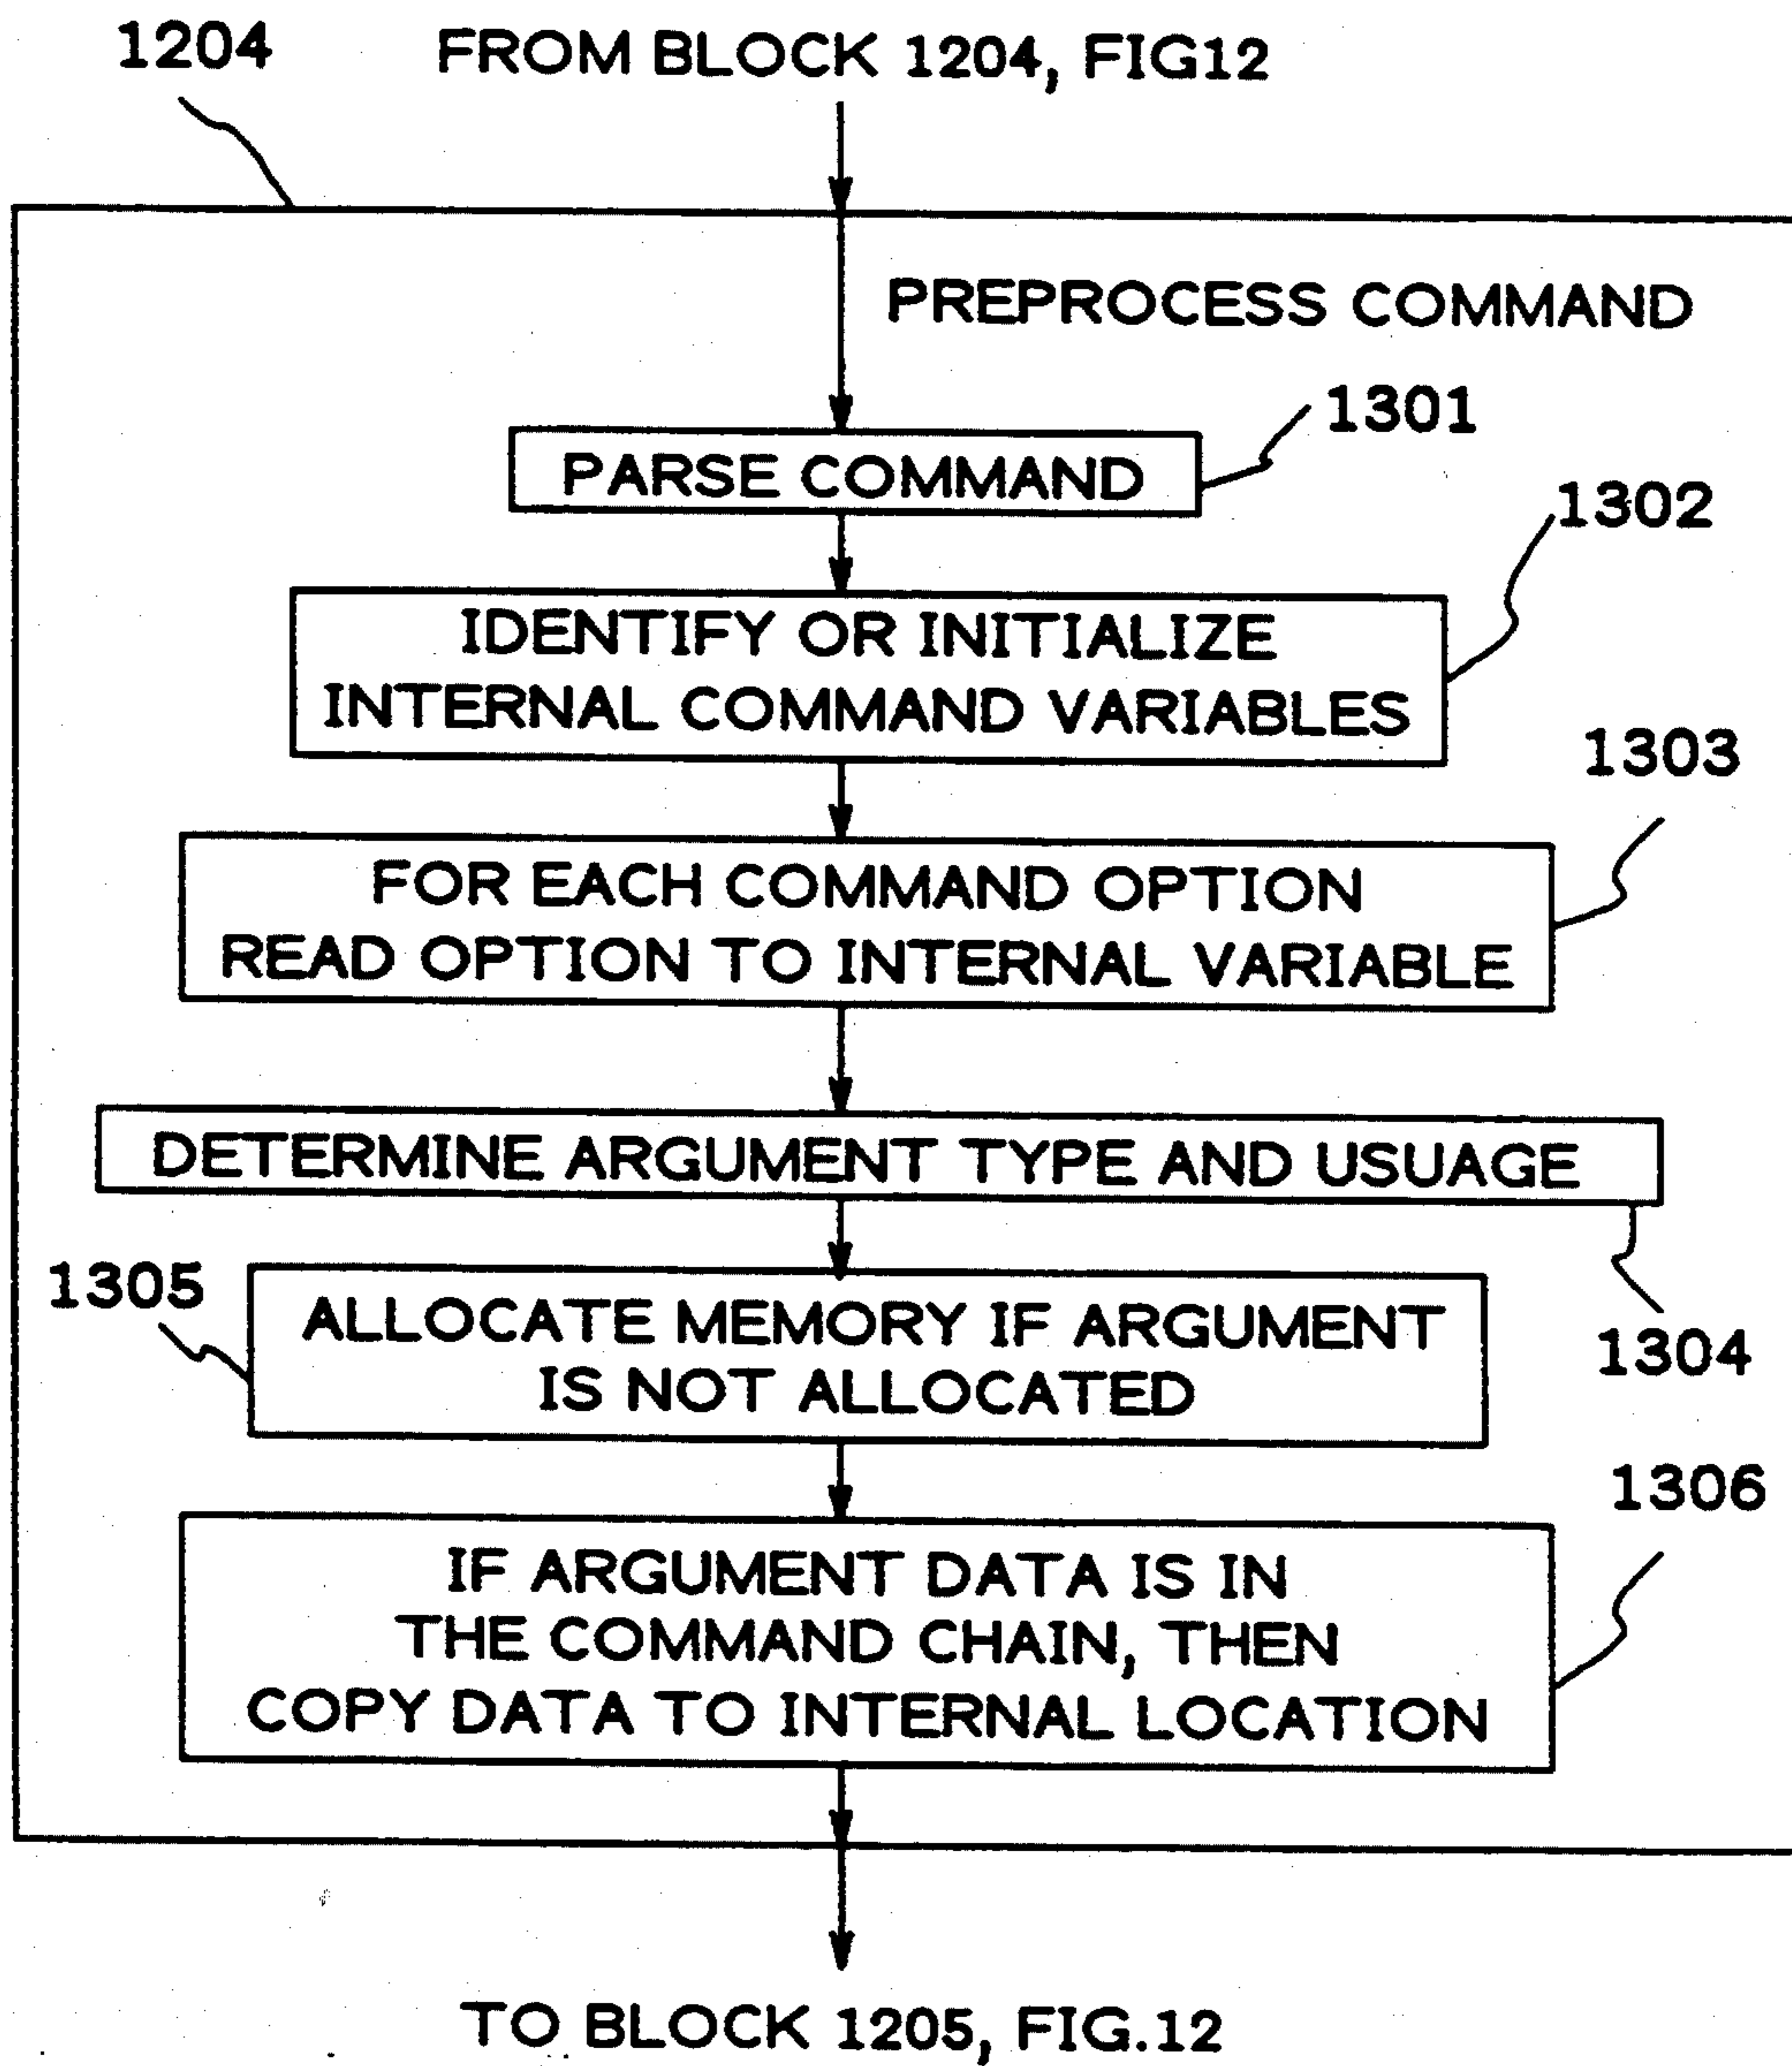 1204
FROM BLOCK 1204, FIG12
PREPROCESS COMMAND
1301
PARSE COMMAND
1302
IDENTIFY OR INITIALIZE
INTERNAL COMMAND VARIABLES
1303
FOR EACH COMMAND OPTION
READ OPTION TO INTERNAL VARIABLE
DETERMINE ARGUMENT TYPE AND USUAGE
1305
ALLOCATE MEMORY IF ARGUMENT
IS NOT ALLOCATED
1304
1306
IF ARGUMENT DATA IS IN
THE COMMAND CHAIN, THEN
COPY DATA TO INTERNAL LOCATION
TO BLOCK 1205, FIG.12